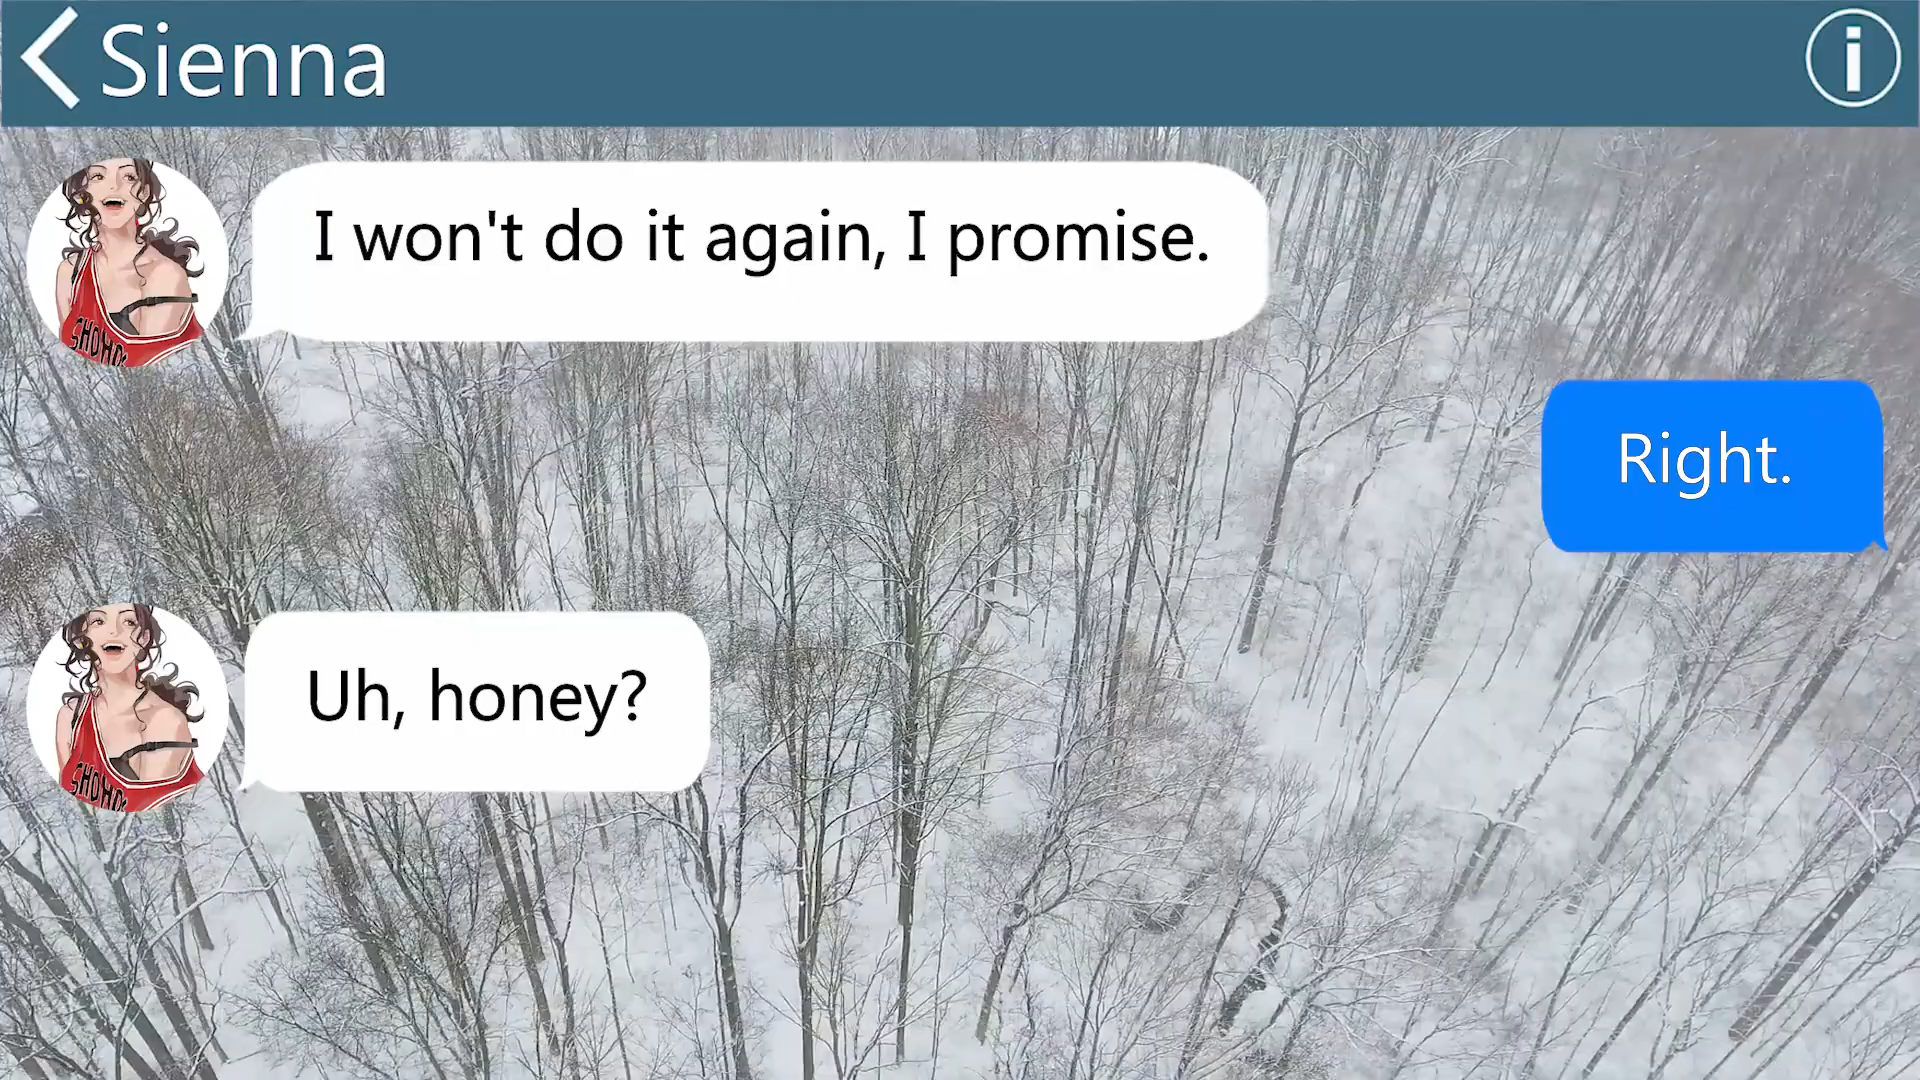 Sienna
I won't do it again, I promise.
Right.
Uh, honey?